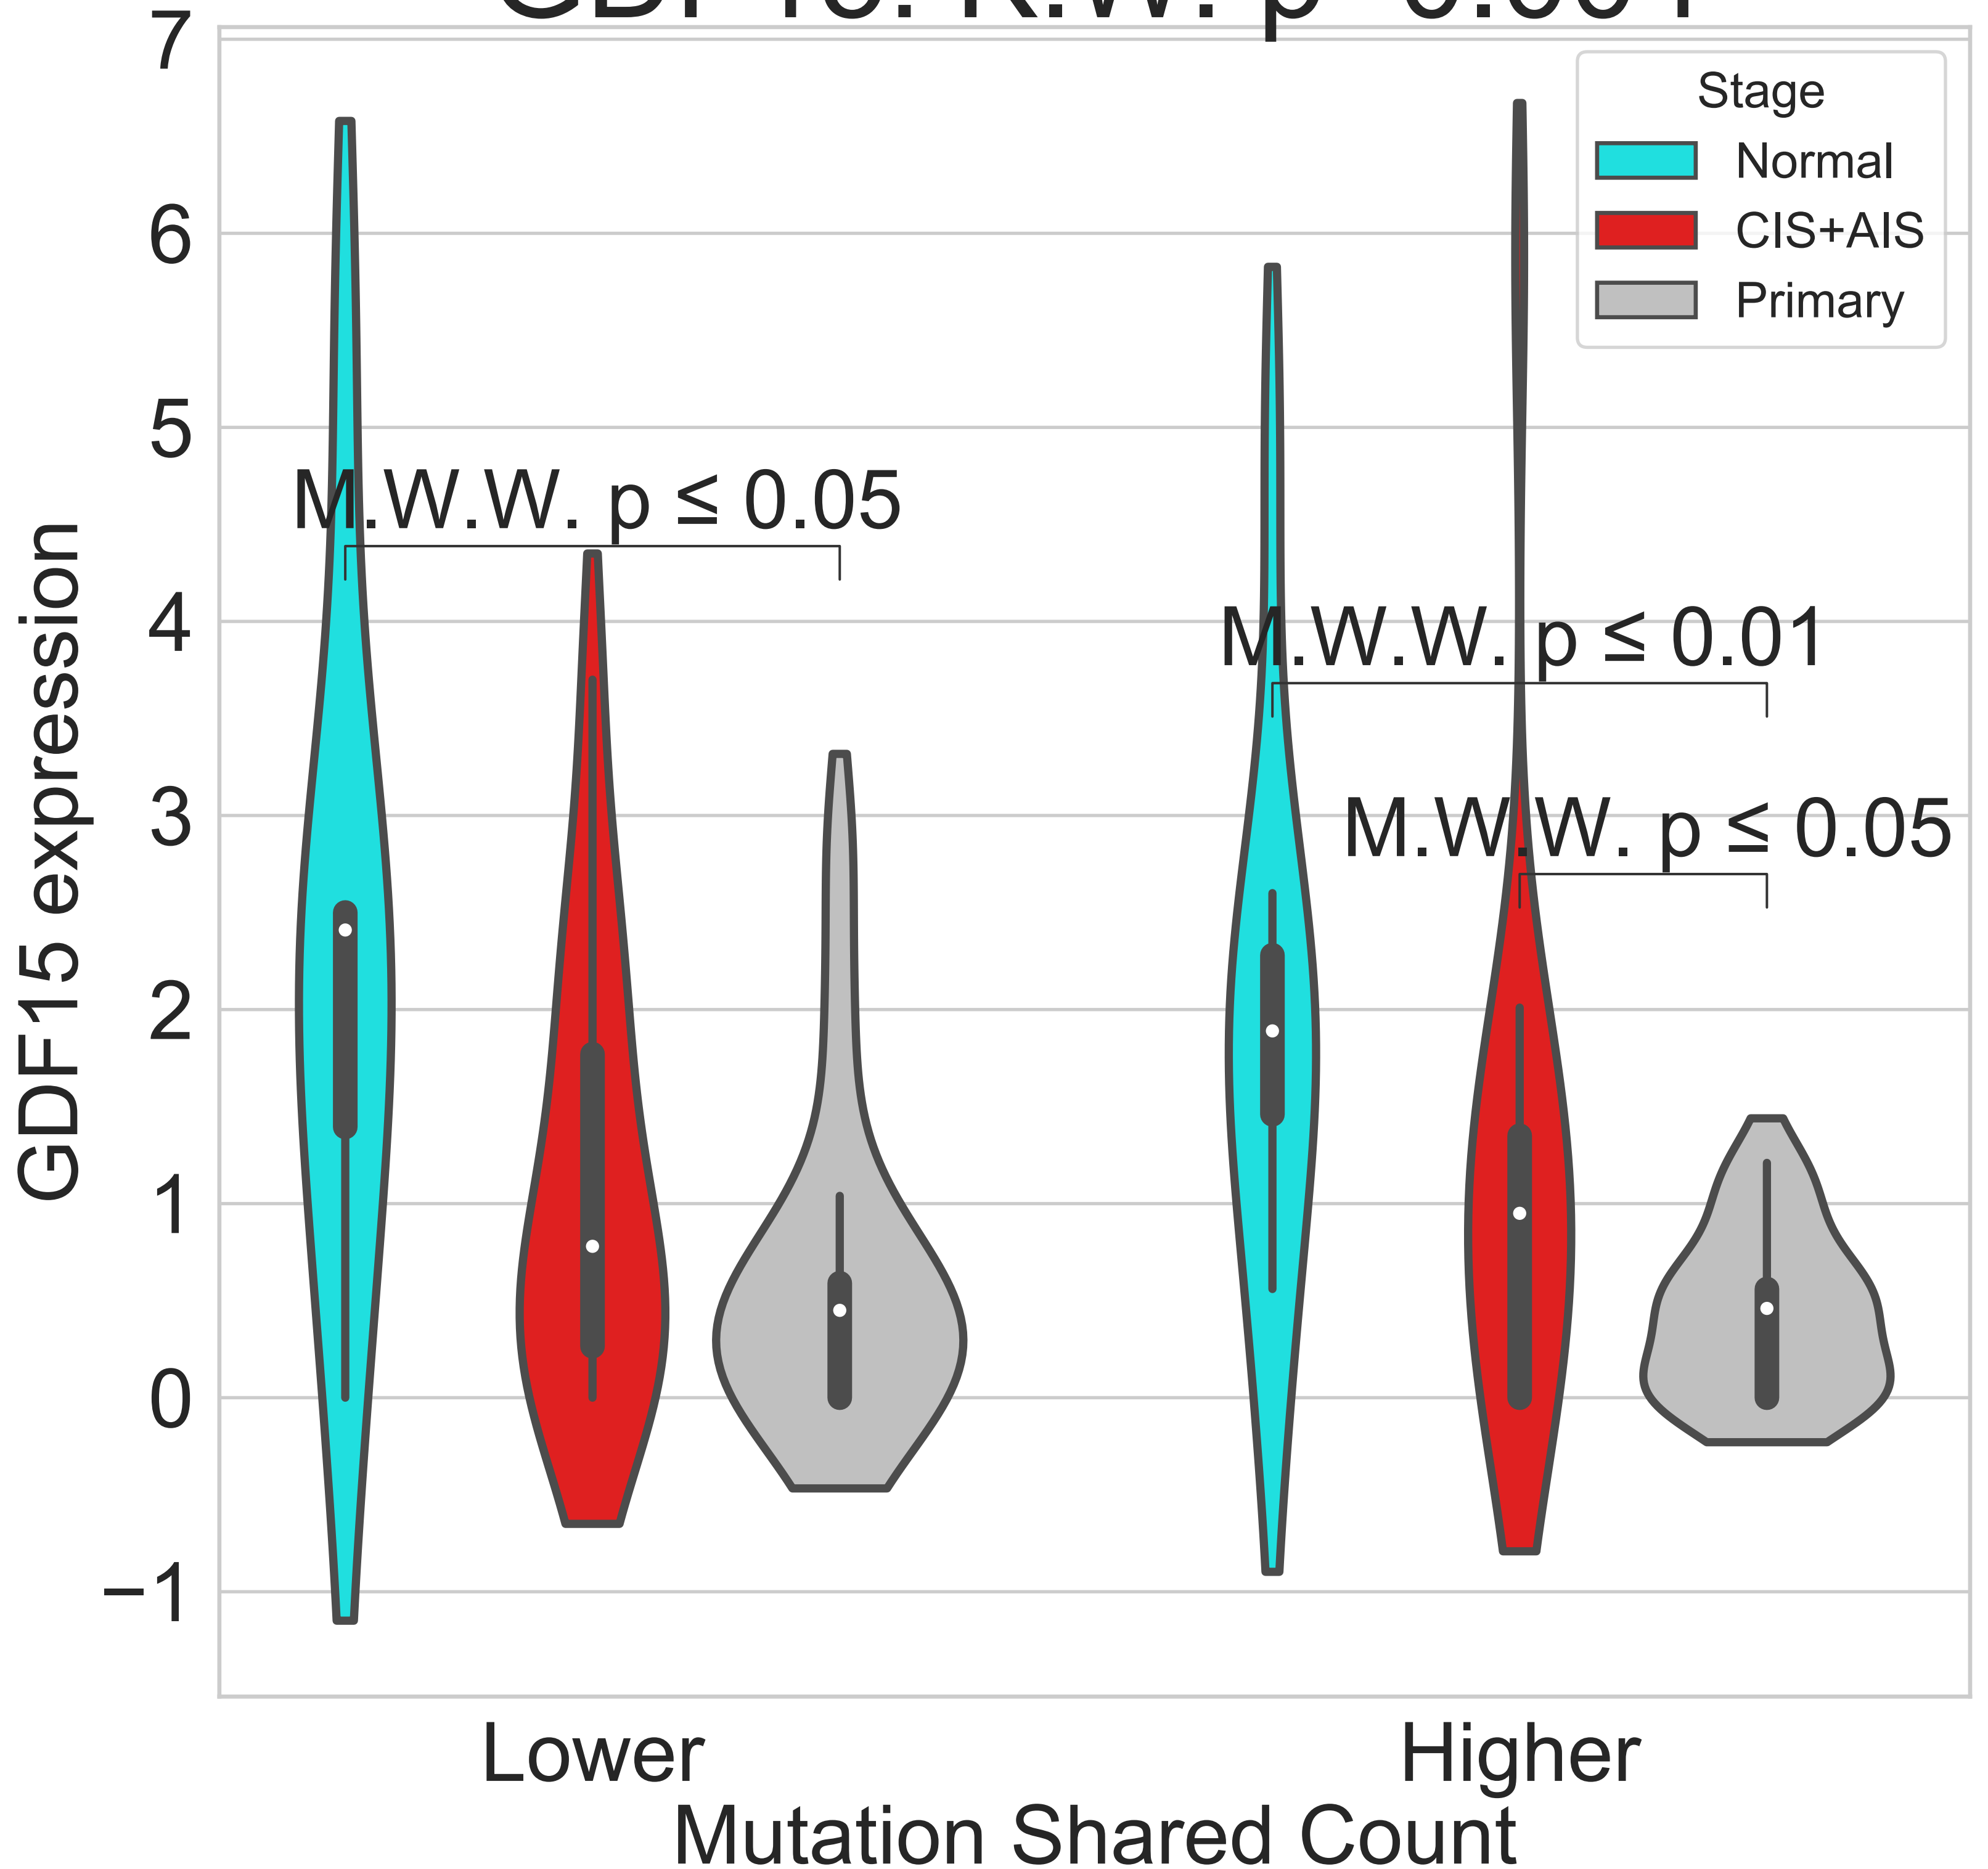 7
6
5
4
3
2
1
0
−1
GDF15 expression
Stage
Normal
CIS+AIS
Primary
M.W.W. p ≤ 0.05
M.W.W. p ≤ 0.01
M.W.W. p ≤ 0.05
Lower
Higher
Mutation Shared Count